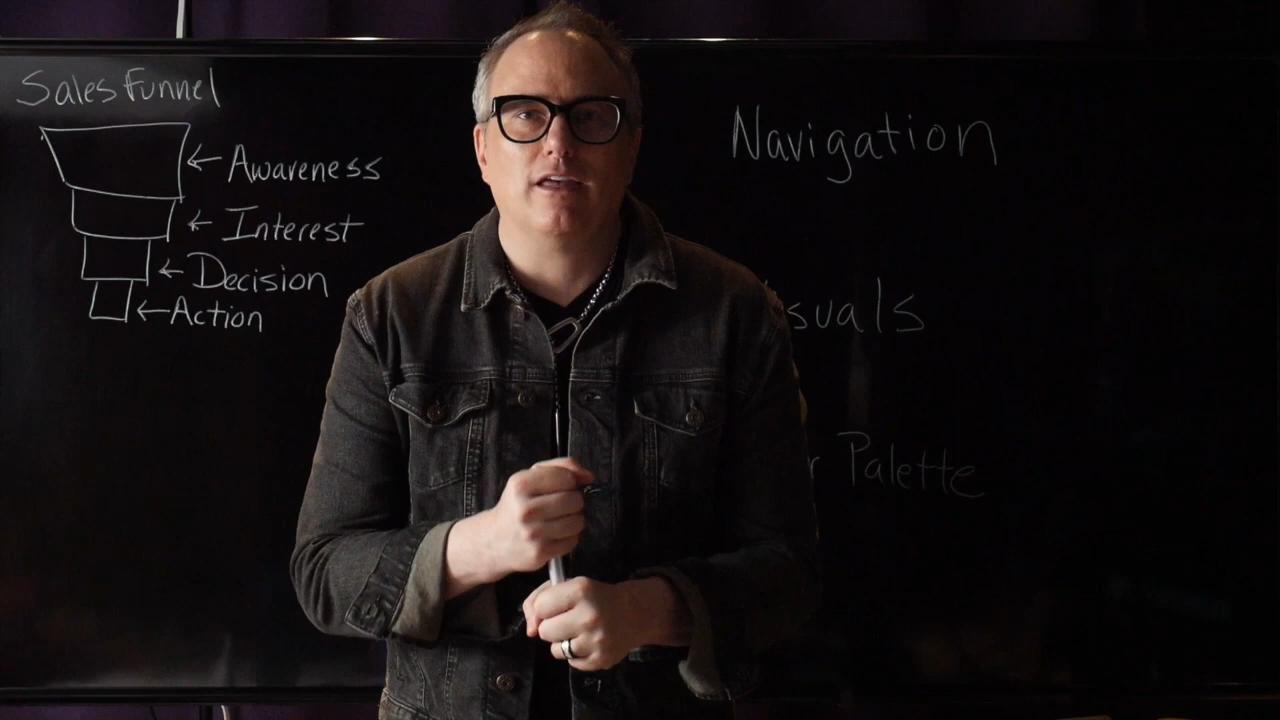 Sales Funnel
← Awareness
← Interest
← Decision
← Action
Navigation
suals
r Palette